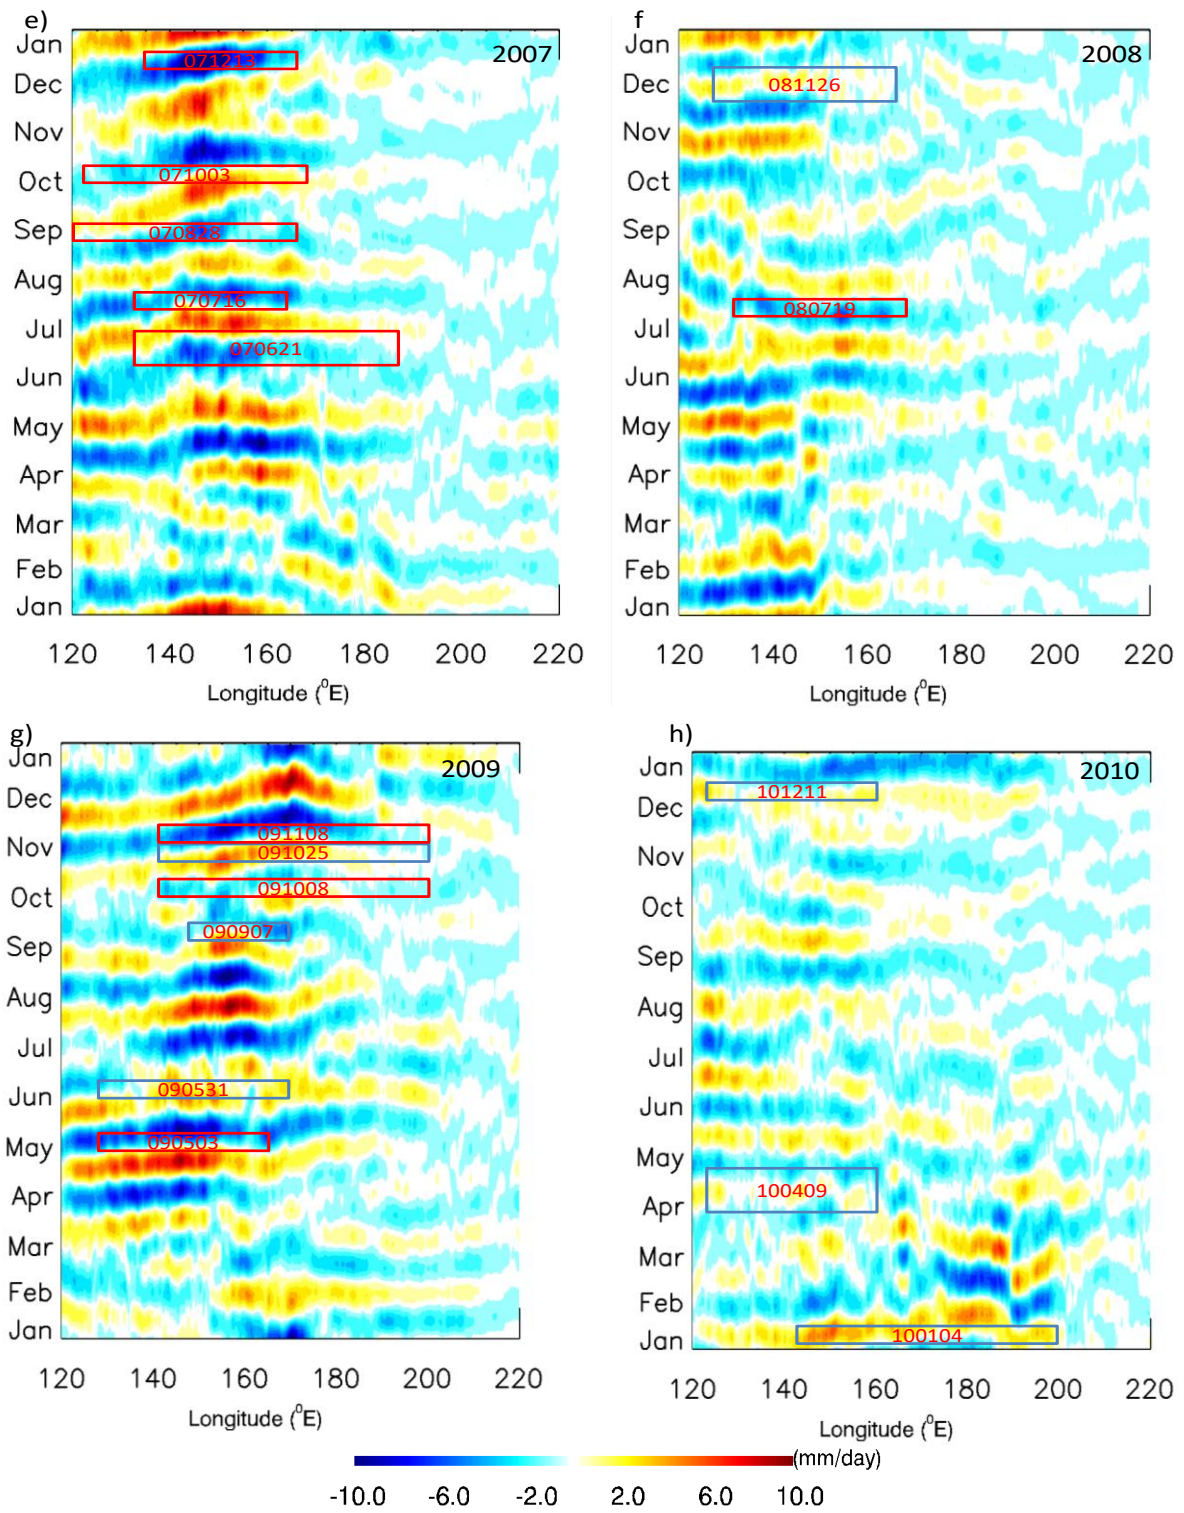 e)
2007
Jan
Dec
Nov
Oct
Sep
Aug
Jul
Jun
May
Apr
Mar
Feb
Jan
071213
071003
070828
070716
070621
120 140 160 180 200 220
Longitude (⁰E)
f
2008
Jan
Dec
Nov
Oct
Sep
Aug
Jul
Jun
May
Apr
Mar
Feb
Jan
081126
080719
120 140 160 180 200 220
Longitude (⁰E)
g)
2009
Jan
Dec
Nov
Oct
Sep
Aug
Jul
Jun
May
Apr
Mar
Feb
Jan
091108
091025
091008
090907
090531
090503
120 140 160 180 200 220
Longitude (⁰E)
h)
2010
Jan
Dec
Nov
Oct
Sep
Aug
Jul
Jun
May
Apr
Mar
Feb
Jan
101211
100409
100104
120 140 160 180 200 220
Longitude (⁰E)
(mm/day)
-10.0 -6.0 -2.0 2.0 6.0 10.0